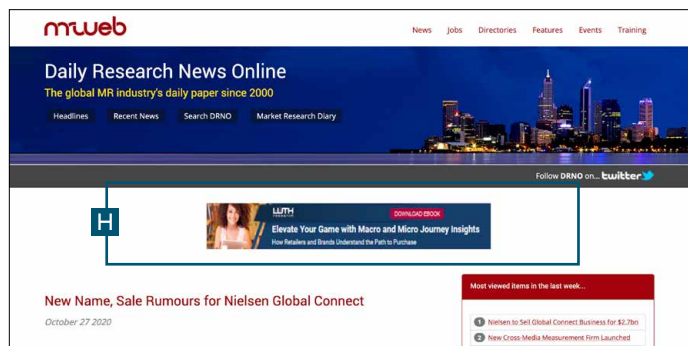 mrweb
News Jobs Directories Features Events Training
Daily Research News Online
The global MR industry's daily paper since 2000
Headlines Recent News Search DRNO Market Research Diary
Follow DRNO on... twitter
H
LUTH
RESEARCH
DOWNLOAD EBOOK
Elevate Your Game with Macro and Micro Journey Insights
How Retailers and Brands Understand the Path to Purchase
Most viewed items in the last week...
New Name, Sale Rumours for Nielsen Global Connect
October 27 2020
1 Nielsen to Sell Global Connect Business for $2.7bn
2 New Cross-Media Measurement Firm Launched